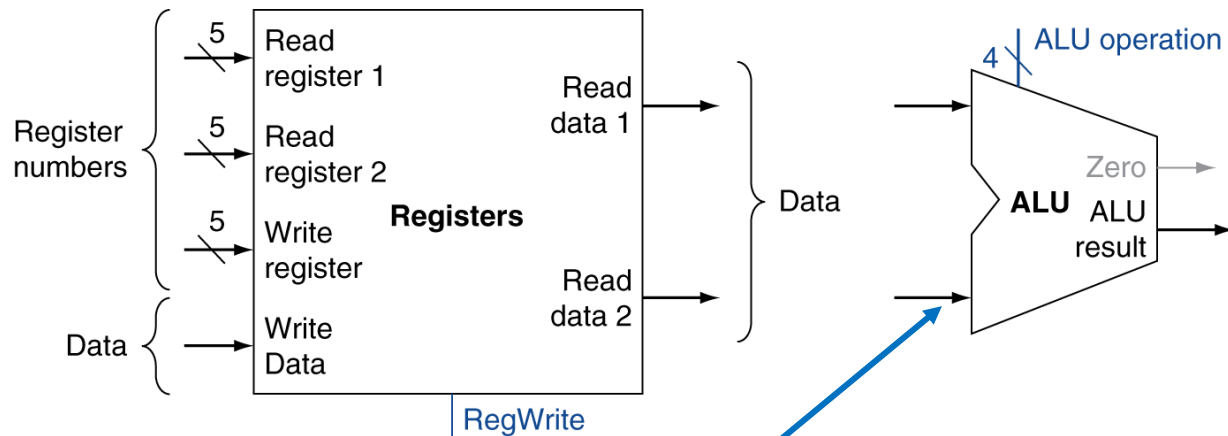 Register
numbers
Data
5
Read
register 1
5
Read
register 2
5
Write
register
Write
Data
Registers
Read
data 1
Read
data 2
RegWrite
Data
4
ALU operation
ALU
Zero
ALU
result